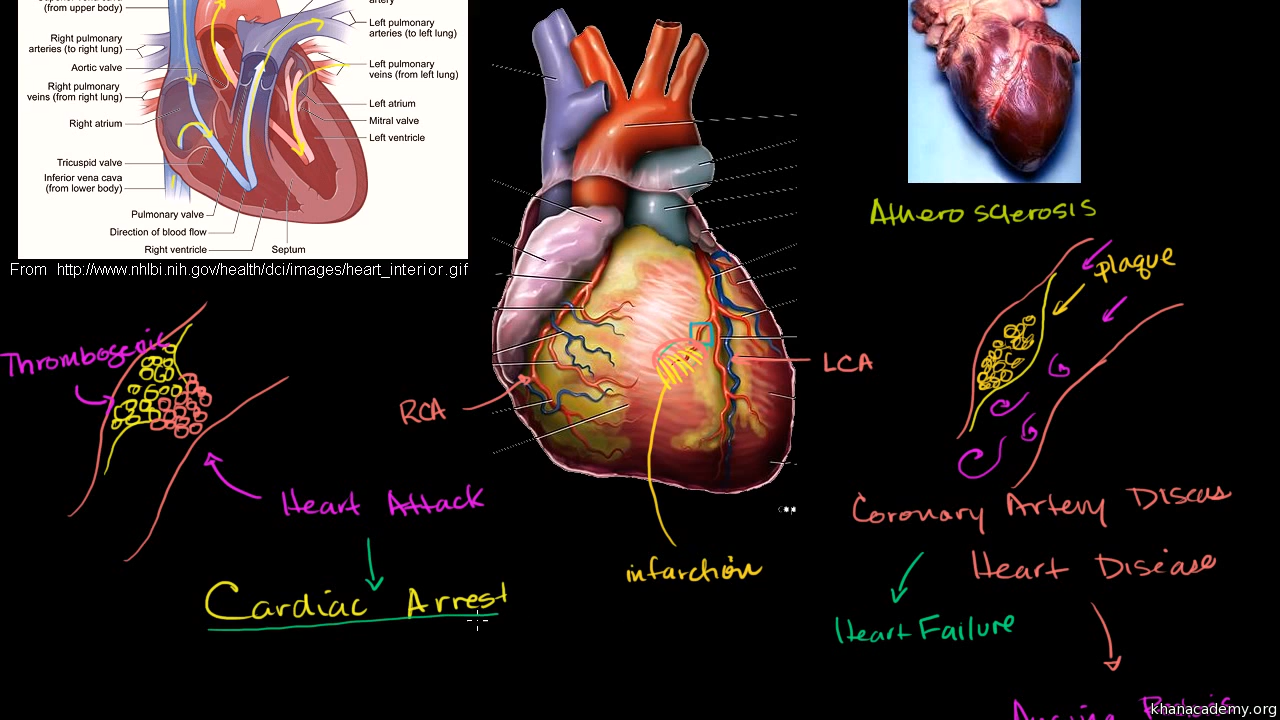 (from upper body)
artery
Left pulmonary
arteries (to left lung)
Right pulmonary
arteries (to right lung)
Aortic valve
Left pulmonary
veins (from left lung)
Right pulmonary
veins (from right lung)
Left atrium
Mitral valve
Right atrium
Left ventricle
Tricuspid valve
Inferior vena cava
(from lower body)
Pulmonary valve
Direction of blood flow
Right ventricle
Septum
From http://www.nhlbi.nih.gov/health/dci/images/heart_interior.gif
Atherosclerosis
plaque
Thrombogenic
LCA
RCA
Heart Attack
Coronary Artery
Heart Disease
infarction
Cardiac Arrest
Heart Failure
khanacademy.org